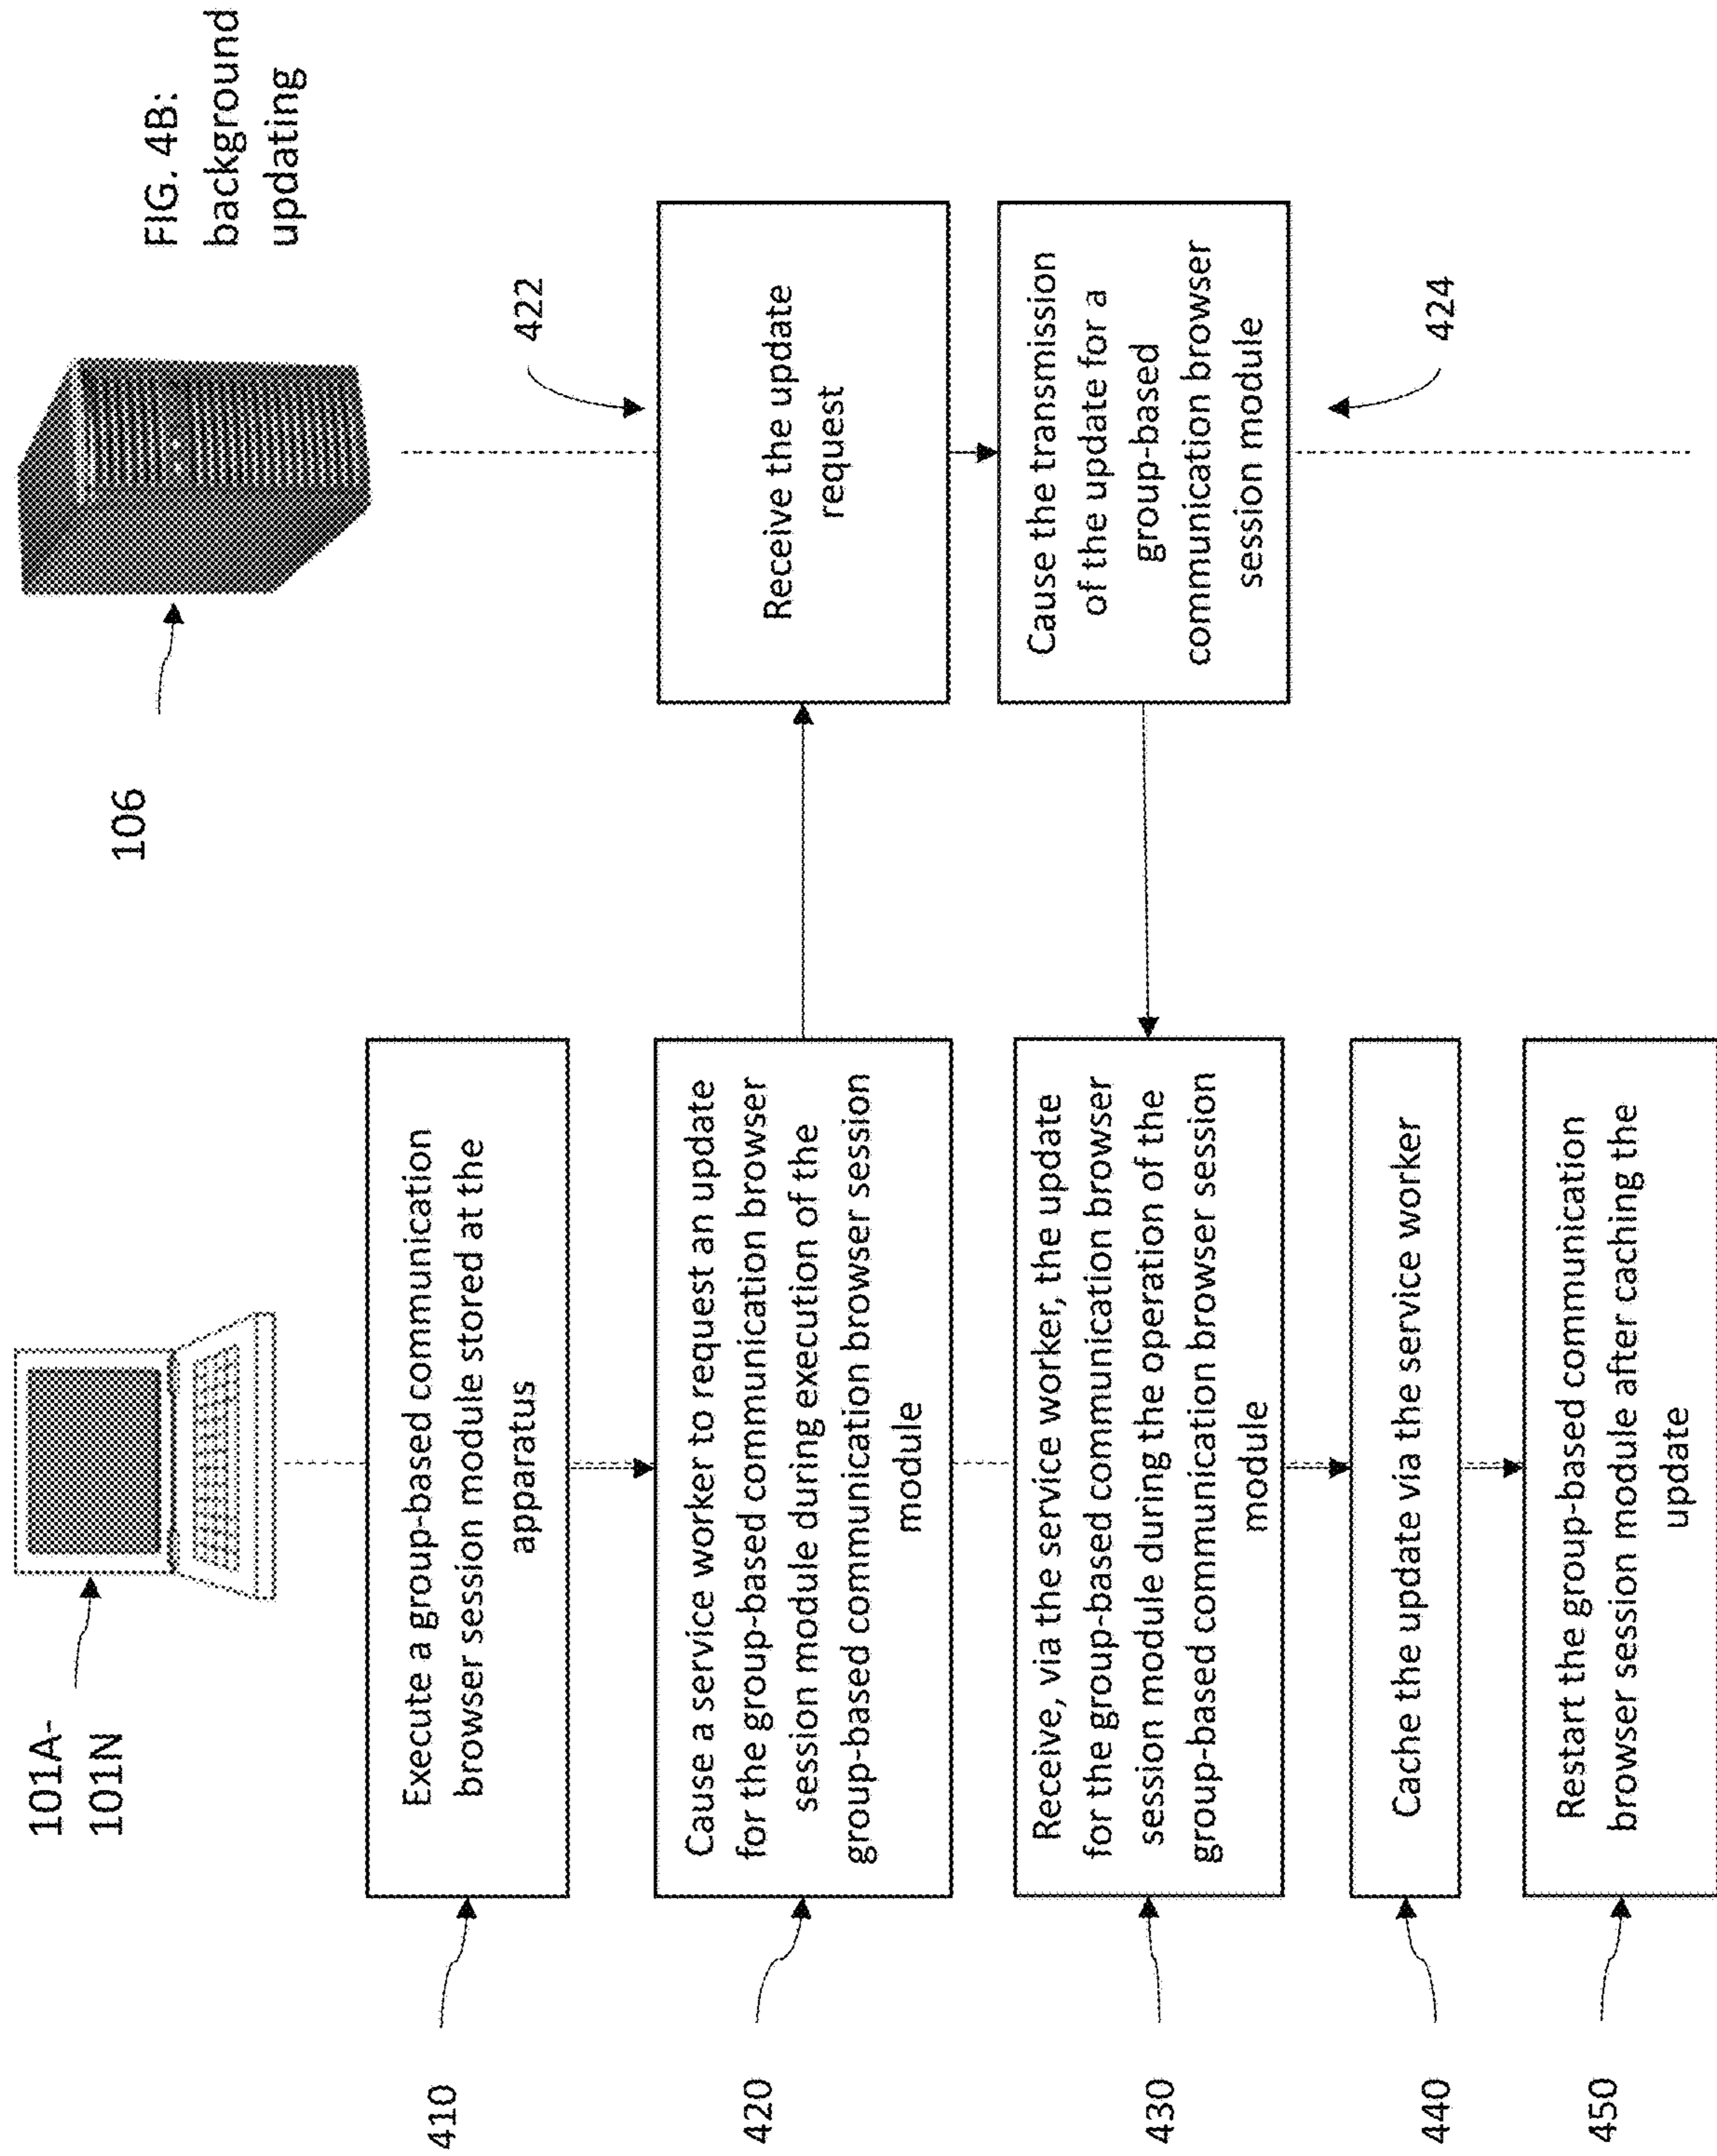 FIG. 4B:
background
updating
101A-
101N
106
410
Execute a group-based communication
browser session module stored at the
apparatus
420
Cause a service worker to request an update
for the group-based communication browser
session module during execution of the
group-based communication browser session
module
422
Receive the update
request
Cause the transmission
of the update for a
group-based
communication browser
session module
424
430
Receive, via the service worker, the update
for the group-based communication browser
session module during the operation of the
group-based communication browser session
module
440
Cache the update via the service worker
450
Restart the group-based communication
browser session module after caching the
update